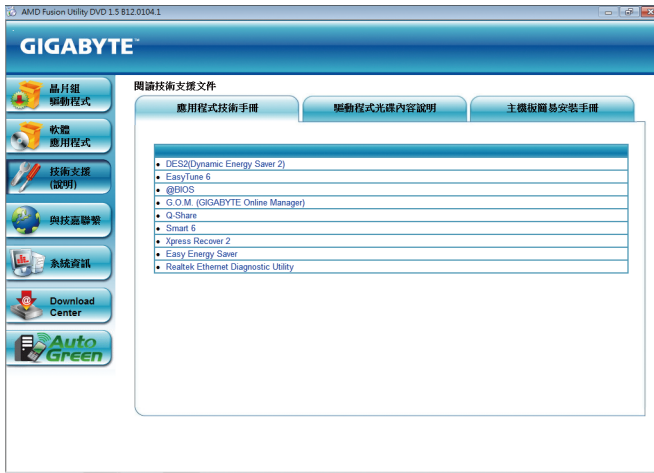 AMD Fusion Utility DVD 1.5 B12.0104.1
GIGABYTE™
晶片組
驅動程式
軟體
應用程式
技術支援
(說明)
與技嘉聯繫
系統資訊
Download
Center
Auto
Green
閱讀技術支援文件
應用程式技術手冊
驅動程式光碟內容說明
主機板簡易安裝手冊
• DES2(Dynamic Energy Saver 2)
• EasyTune 6
• @BIOS
• G.O.M. (GIGABYTE Online Manager)
• Q-Share
• Smart 6
• Xpress Recover 2
• Easy Energy Saver
• Realtek Ethernet Diagnostic Utility